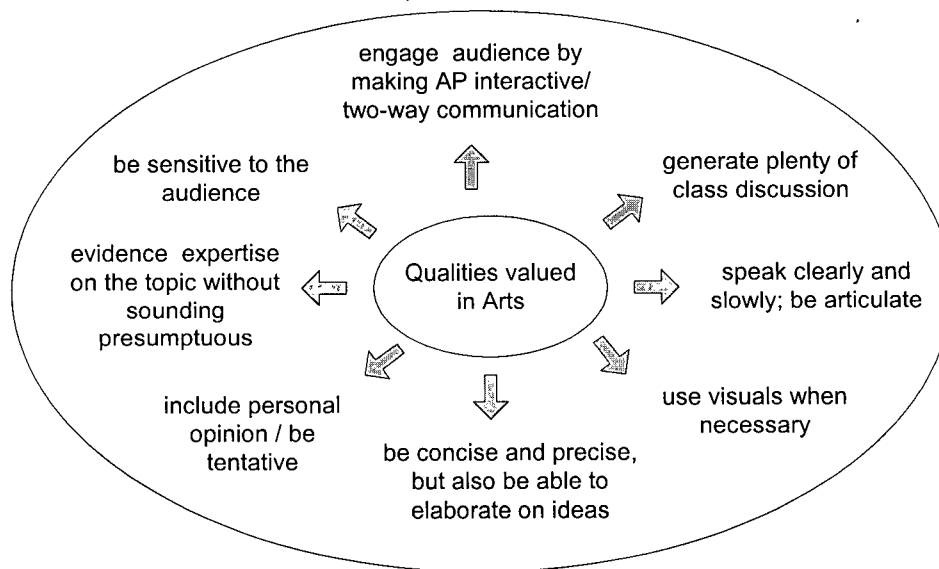 engage audience by
making AP interactive/
two-way communication
be sensitive to the
audience
generate plenty of
class discussion
evidence expertise
on the topic without
sounding
presumptuous
Qualities valued
in Arts
speak clearly and
slowly; be articulate
include personal
opinion / be
tentative
be concise and precise,
but also be able to
elaborate on ideas
use visuals when
necessary